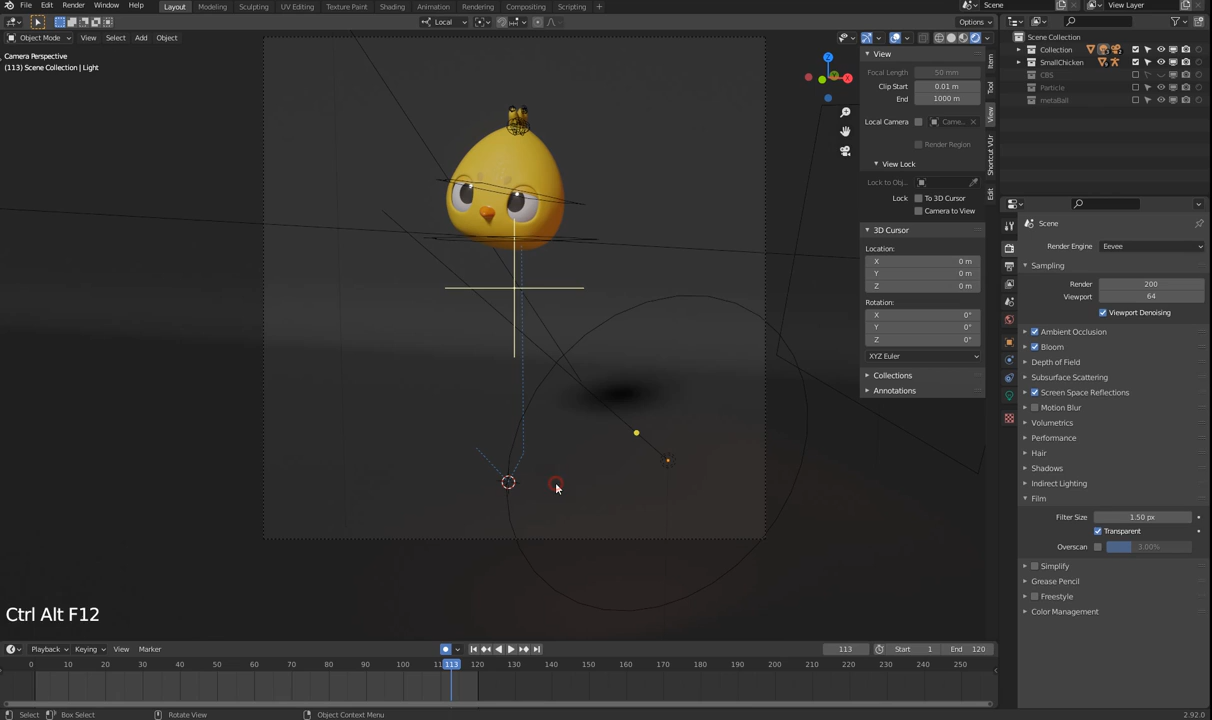 File Edit Render Window Help Layout Modeling Sculpting UV Editing Texture Paint Shading Animation Rendering Compositing Scripting + Scene View Layer
Local Options
Object Mode View Select Add Object
Camera Perspective
(113) Scene Collection | Light
View
Focal Length 50 mm
Clip Start 0.01 m
End 1000 m
Local Camera Came...
Render Region
View Lock
Lock to Obj...
Lock To 3D Cursor
Camera to View
3D Cursor
Location:
X 0 m
Y 0 m
Z 0 m
Rotation:
X 0°
Y 0°
Z 0°
XYZ Euler
Collections
Annotations
Item
Tool
View
Shortcut VUr
Edit
Scene Collection
Collection
SmallChicken
CBS
Particle
metaBall
Scene
Render Engine Eevee
Sampling
Render 200
Viewport 64
Viewport Denoising
Ambient Occlusion
Bloom
Depth of Field
Subsurface Scattering
Screen Space Reflections
Motion Blur
Volumetrics
Performance
Hair
Shadows
Indirect Lighting
Film
Filter Size 1.50 px
Transparent
Overscan 3.00%
Simplify
Grease Pencil
Freestyle
Color Management
Z
X
Ctrl Alt F12
Playback Keying View Marker 113 Start 1 End 120
0 10 20 30 40 50 60 70 80 90 100 11 113 120 130 140 150 160 170 180 190 200 210 220 230 240 250
Select Box Select Rotate View Object Context Menu 2.92.0